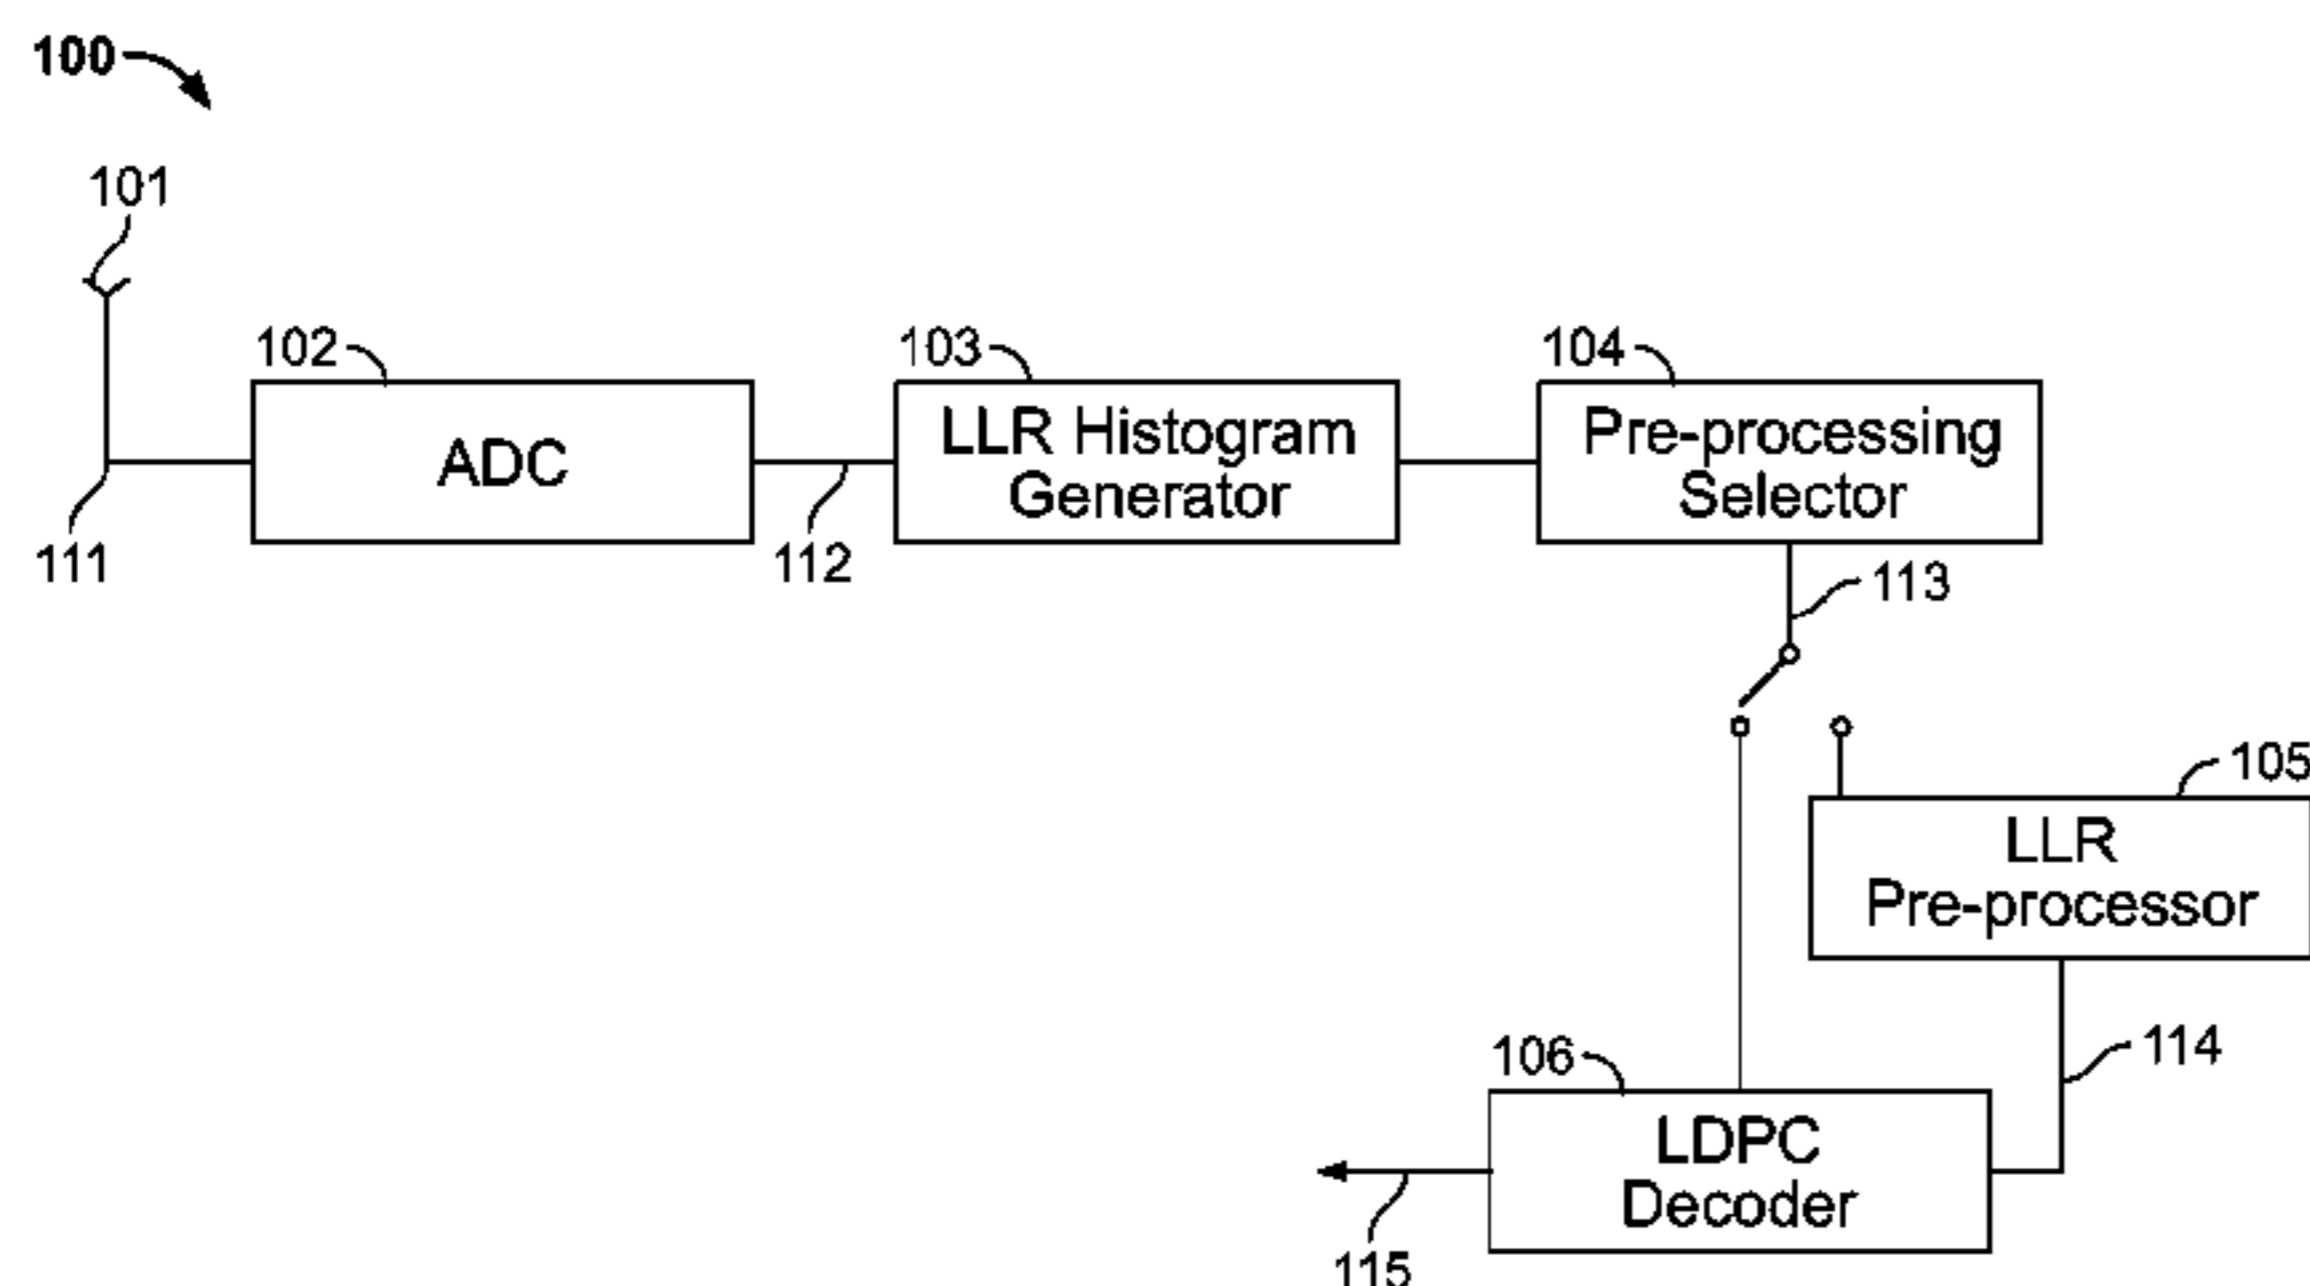 100
101
102
103
104
ADC
LLR Histogram
Generator
Pre-processing
Selector
111
112
113
105
LLR
Pre-processor
106
114
LDPC
Decoder
115